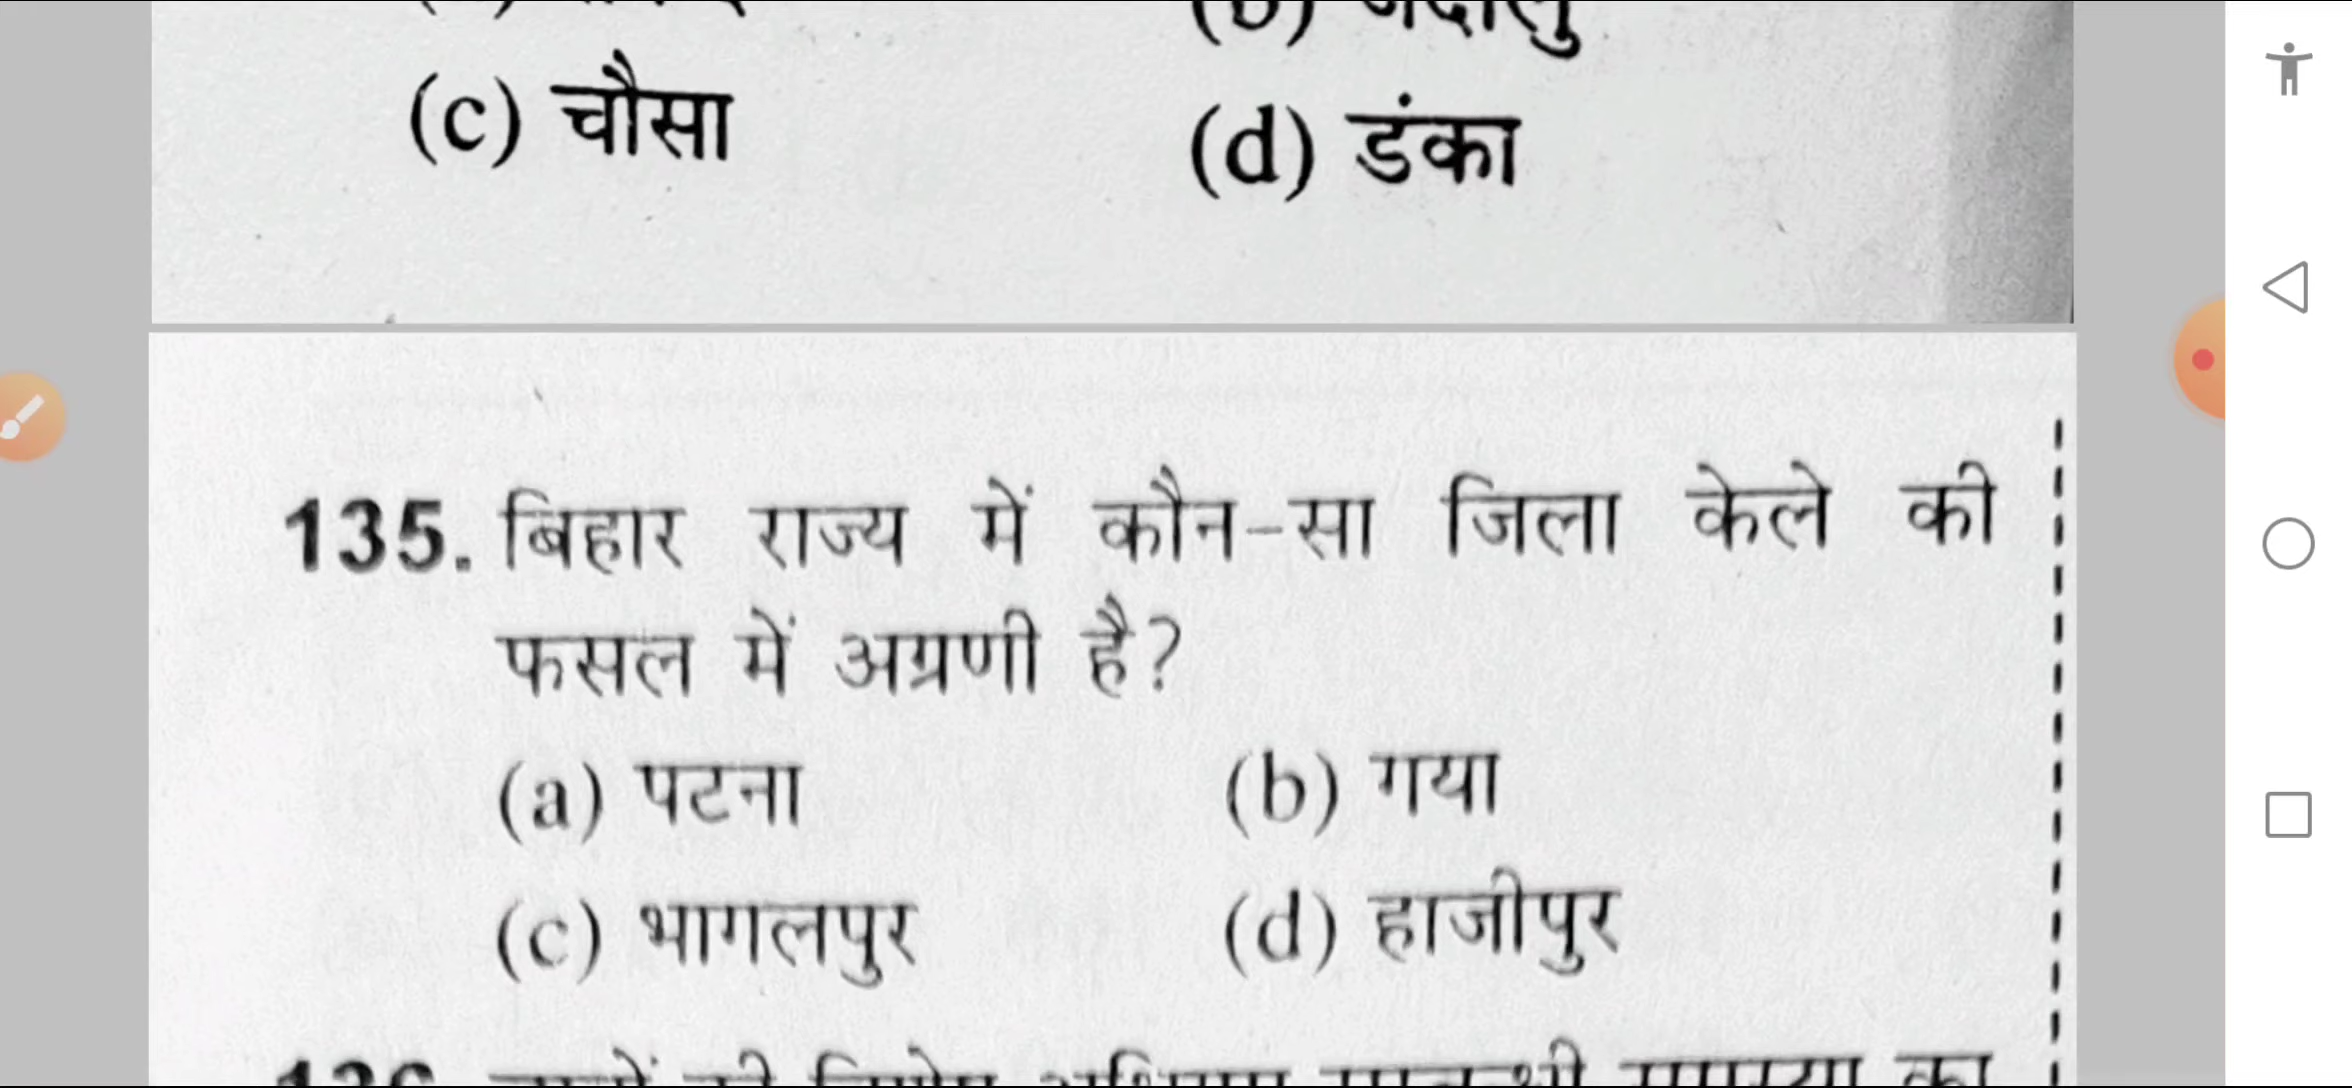 (c) चौसा
(d) डंका
135. बिहार राज्य में कौन-सा जिला केले की
फसल में अग्रणी है?
(a) पटना
(b) गया
(c) भागलपुर
(d) हाजीपुर